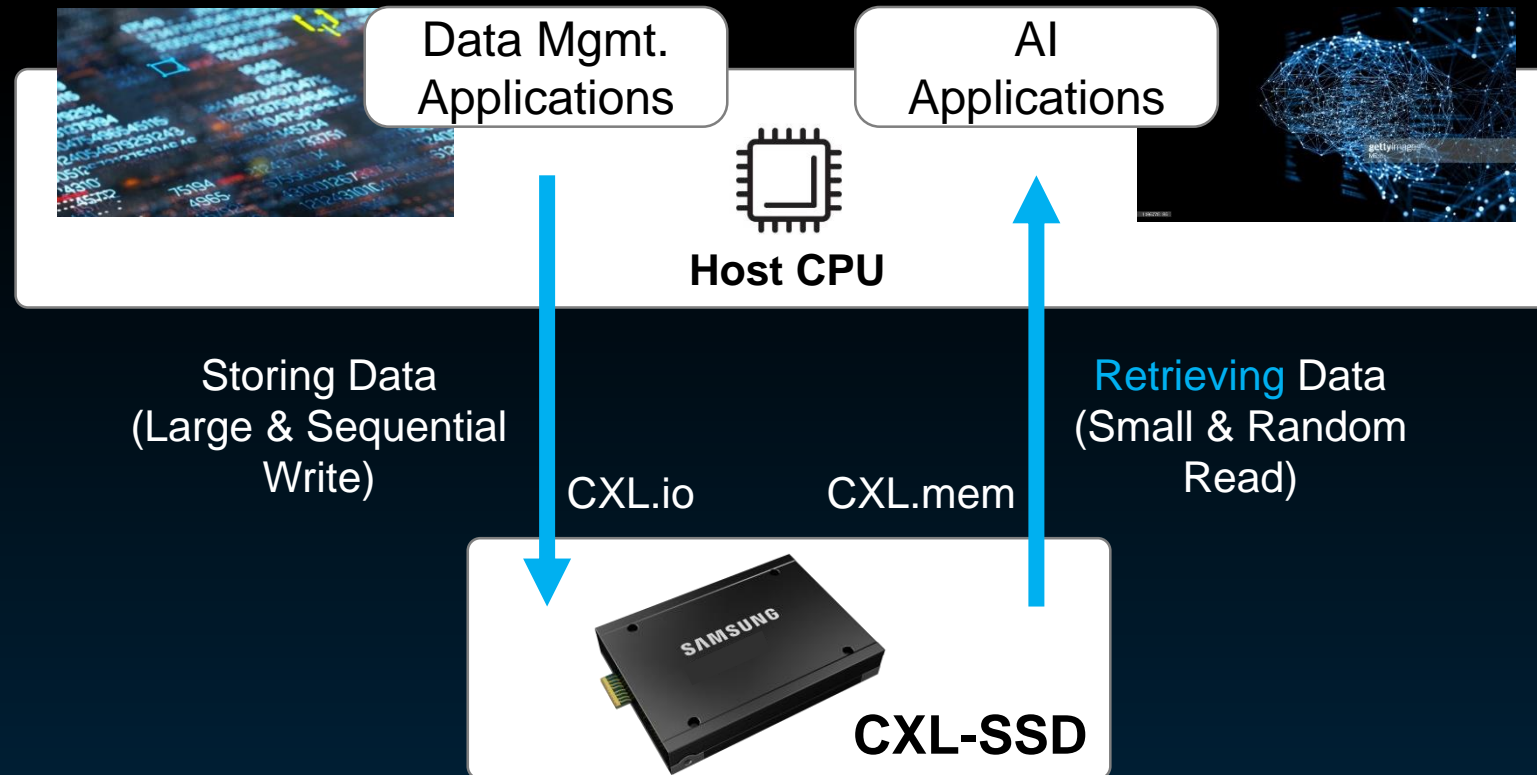 Data Mgmt.
Applications
AI
Applications
gettyimages
Host CPU
Storing Data
(Large & Sequential
Write)
Retrieving Data
(Small & Random
Read)
CXL.io
CXL.mem
SAMSUNG
CXL-SSD